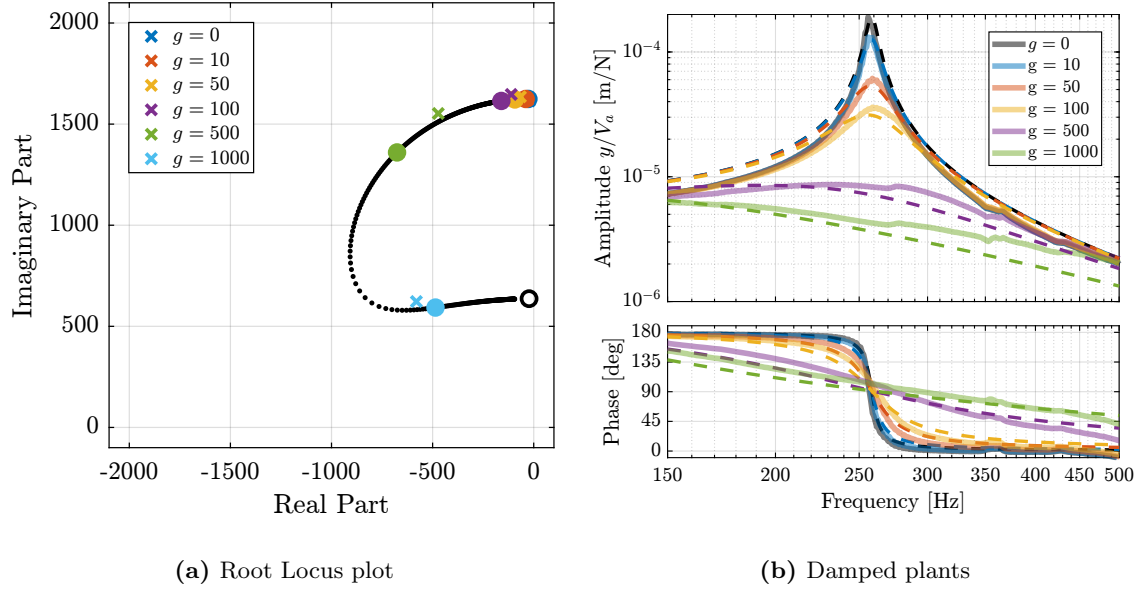 2000
1500
1000
500
0
Imaginary Part
-2000
-1500
-1000
-500
0
Real Part
g = 0
g = 10
g = 50
g = 100
g = 500
g = 1000
(a) Root Locus plot
10⁻⁴
10⁻⁵
10⁻⁶
Amplitude y/Vₐ [m/N]
g = 0
g = 10
g = 50
g = 100
g = 500
g = 1000
180
135
90
45
0
Phase [deg]
150
200
250
300
350
400
450
500
Frequency [Hz]
(b) Damped plants